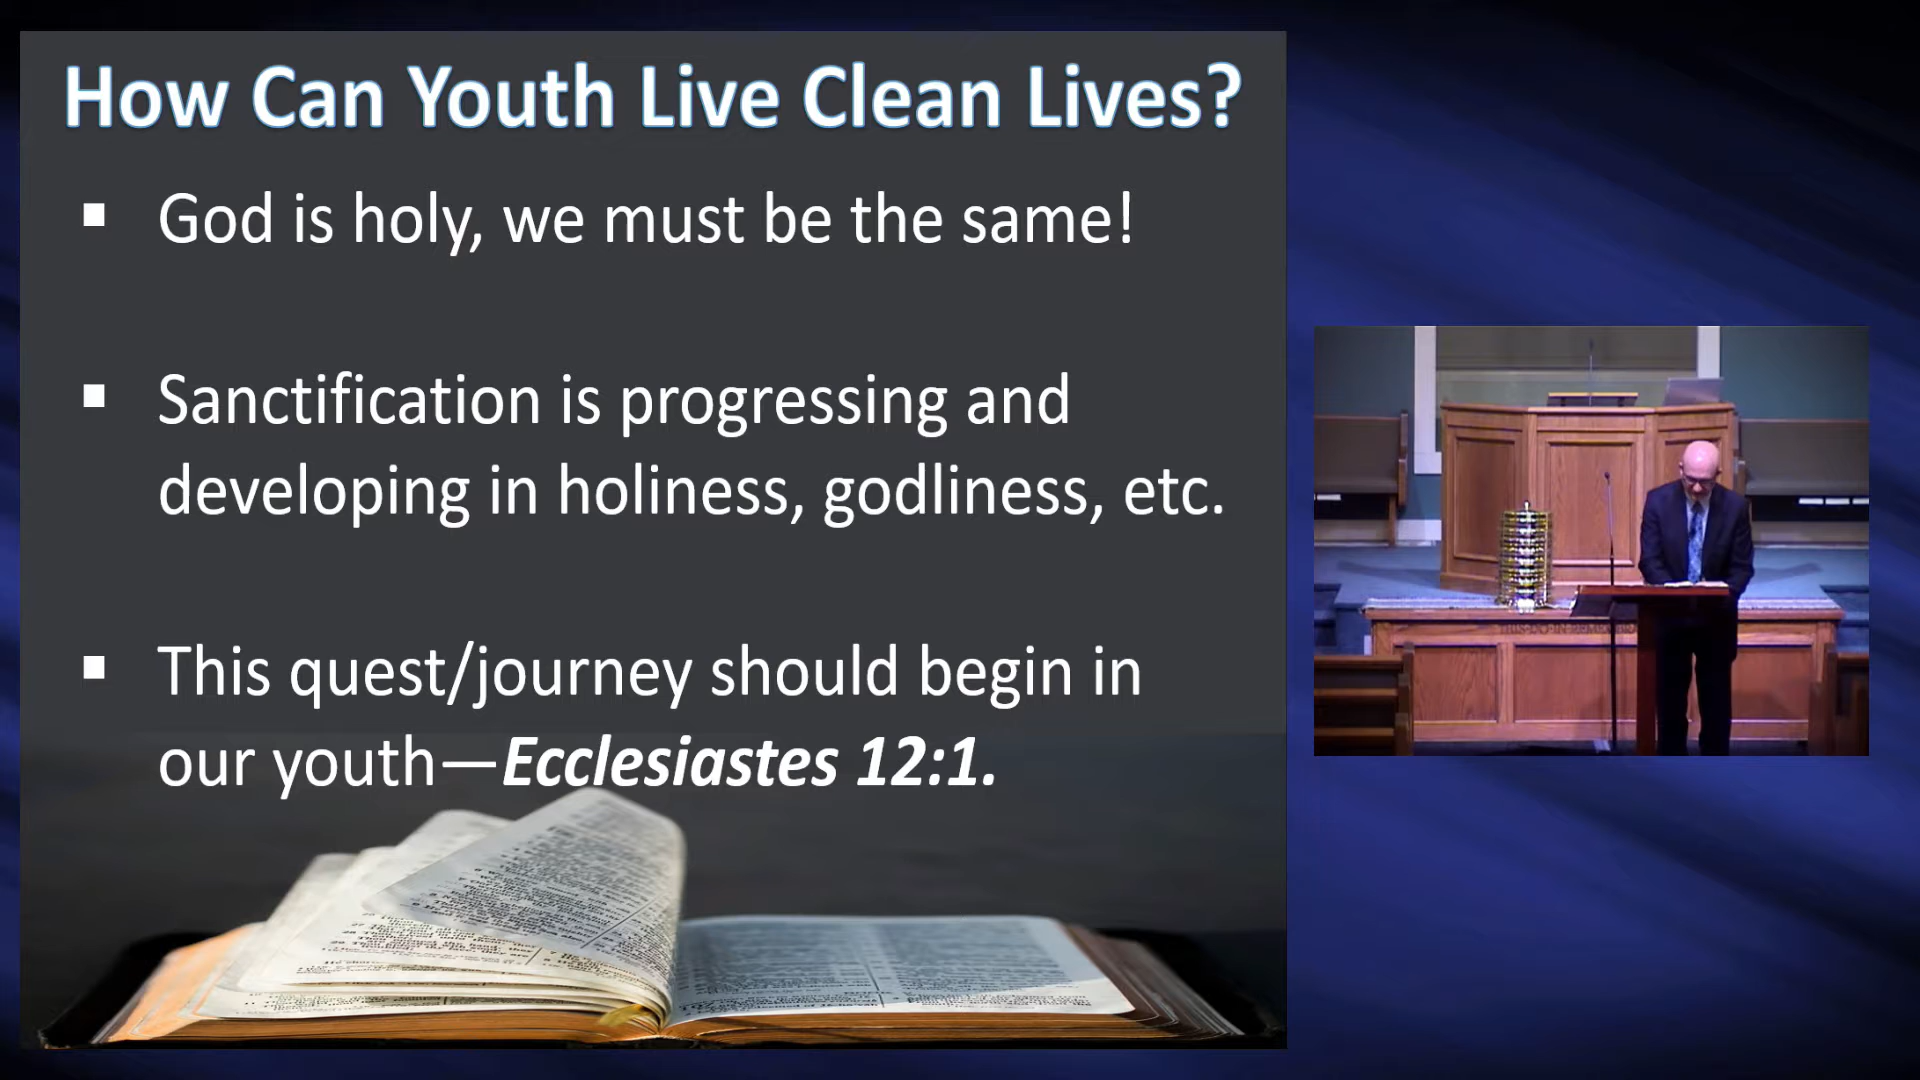 How Can Youth Live Clean Lives?
▪ God is holy, we must be the same!
▪ Sanctification is progressing and
developing in holiness, godliness, etc.
▪ This quest/journey should begin in
our youth—Ecclesiastes 12:1.